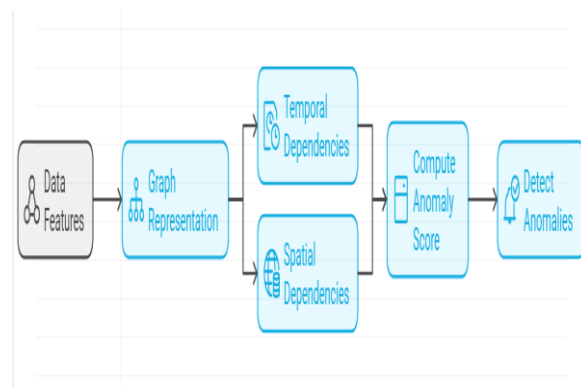 Data
Features
Graph
Representation
Temporal
Dependencies
Spatial
Dependencies
Compute
Anomaly
Score
Detect
Anomalies